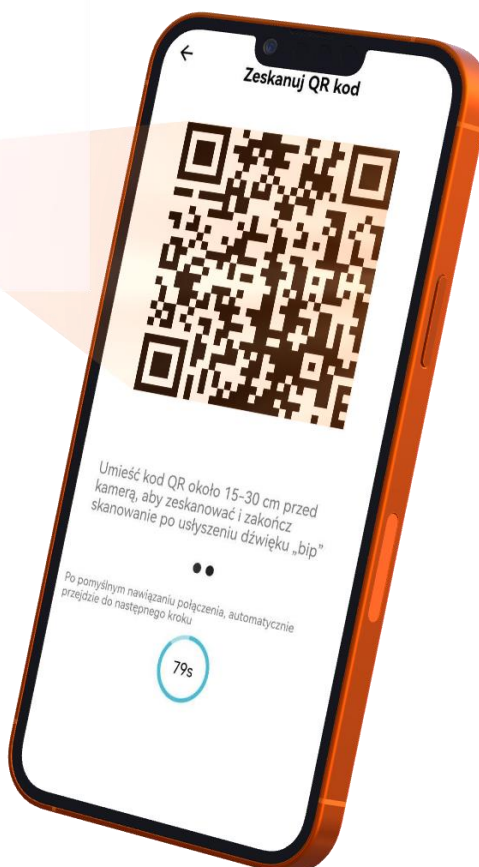 Zeskanuj QR kod
Umieść kod QR około 15-30 cm przed
kamerą, aby zeskanować i zakończ
skanowanie po usłyszeniu dźwięku „bip”
Po pomyślnym nawiązaniu połączenia, automatycznie
przejdzie do następnego kroku
79s